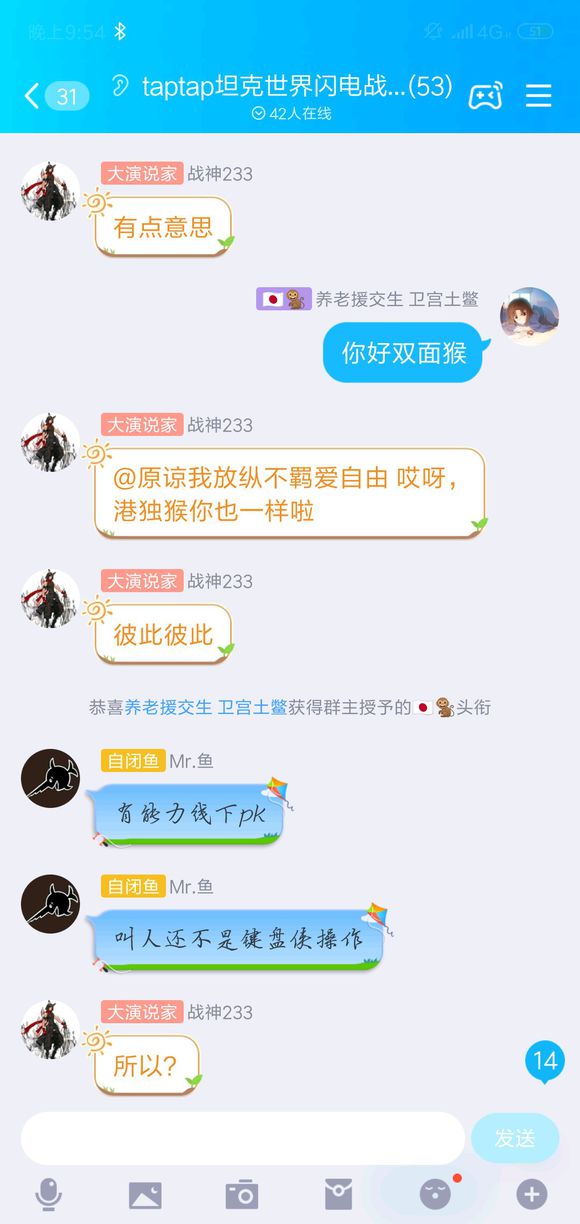 晚上9:54
4G
51
31
taptap坦克世界闪电战...(53)
42人在线
大演说家 战神233
有点意思
养老援交生 卫宫土鳖
你好双面猴
大演说家 战神233
@原谅我放纵不羁爱自由 哎呀，
港独猴你也一样啦
大演说家 战神233
彼此彼此
恭喜养老援交生 卫宫土鳖获得群主授予的🇯🇵🐒头衔
自闭鱼 Mr.鱼
有能力线下pk
自闭鱼 Mr.鱼
叫人还不是键盘侠操作
大演说家 战神233
所以?
14
发送